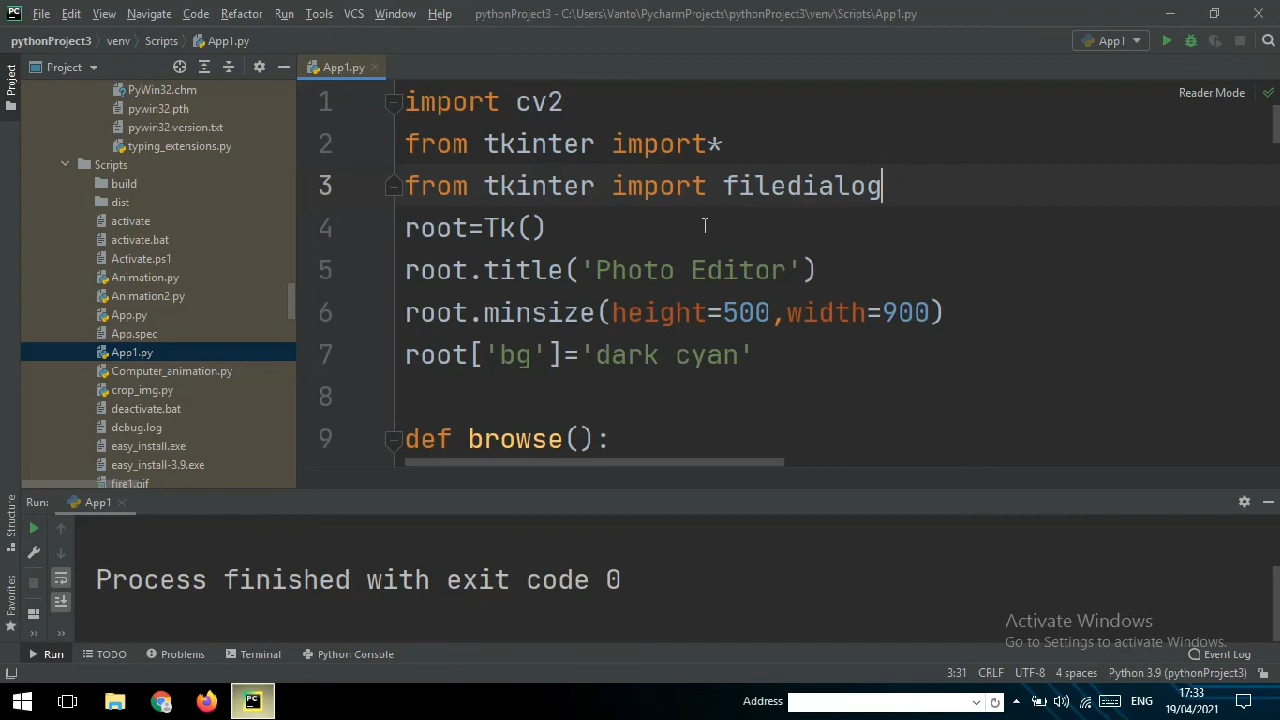 File Edit View Navigate Code Refactor Run Tools VCS Window Help pythonProject3 - C:\Users\Vanto\PycharmProjects\pythonProject3\venv\Scripts\App1.py
pythonProject3 venv Scripts App1.py App1
Project
Project
App1.py
PyWin32.chm
pywin32.pth
pywin32.version.txt
typing_extensions.py
Scripts
build
dist
activate
activate.bat
Activate.ps1
Animation.py
Animation2.py
App.py
App.spec
App1.py
Computer_animation.py
crop_img.py
deactivate.bat
debug.log
easy_install.exe
easy_install-3.9.exe
fire1.gif
Reader Mode
1 import cv2
2 from tkinter import*
3 from tkinter import filedialog
4 root=Tk()
5 root.title('Photo Editor')
6 root.minsize(height=500,width=900)
7 root['bg']='dark cyan'
8
9 def browse():
Structure
Favorites
Run: App1
Process finished with exit code 0
Activate Windows
Go to Settings to activate Windows.
Run TODO Problems Terminal Python Console Event Log
3:31 CRLF UTF-8 4 spaces Python 3.9 (pythonProject3)
Address ENG 17:33
19/04/2021